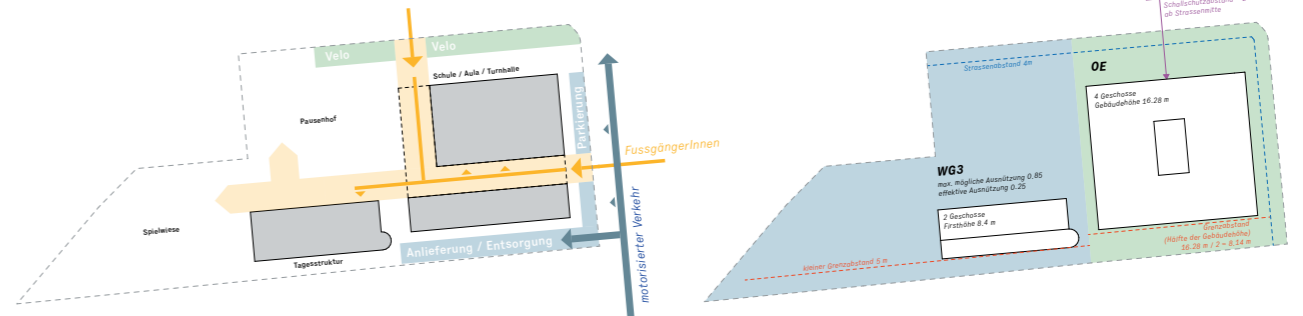 Velo
Velo
Schule / Aula / Turnhalle
Pausenhof
Parkierung
FussgängerInnen
Spielwiese
Tagesstruktur
Anlieferung / Entsorgung
motorisierter Verkehr
Schallschutzabstand
ab Strassenmitte
Strassenabstand 4m
OE
4 Geschosse
Gebäudehöhe 16.28 m
WG3
max. mögliche Ausnützung 0.85
effektive Ausnützung 0.25
2 Geschosse
Firsthöhe 8.4 m
Grenzabstand
(Hälfte der Gebäudehöhe)
16.28 m / 2 – 8.14 m
kleiner Grenzabstand 5 m